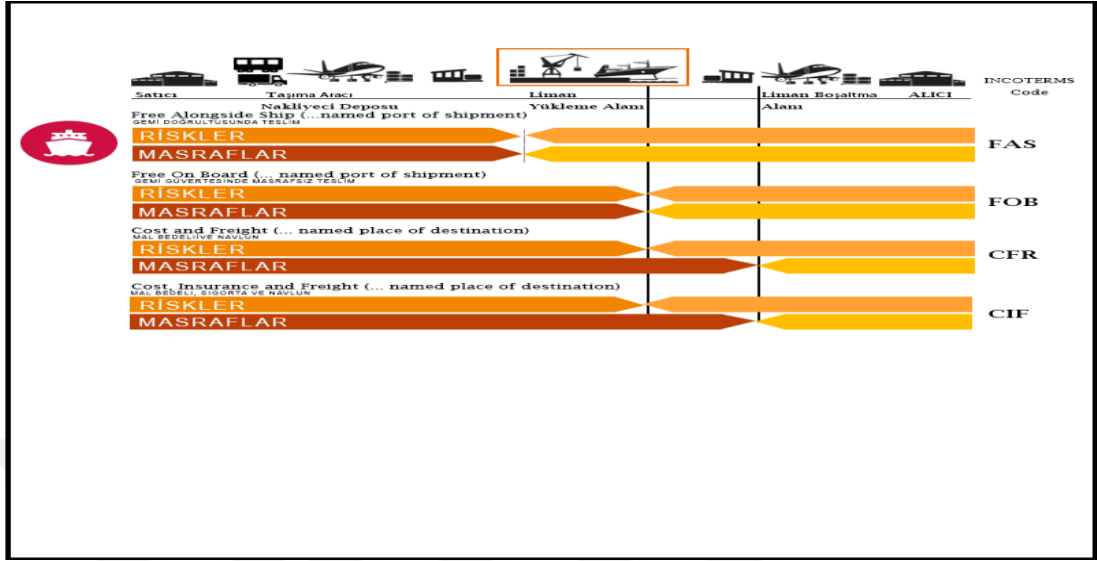 INCOTERMS
Code
Satıcı Taşıma Aracı Liman Liman Boşaltma ALICI
Nakliyeci Deposu Yükleme Alanı Alanı
Free Alongside Ship (...named port of shipment)
GEMİ DOĞRULTUSUNDA TESLİM
RİSKLER
FAS
MASRAFLAR
Free On Board (... named port of shipment)
GEMİ GÜVERTESİNDE MASRAFSIZ TESLİM
RİSKLER
FOB
MASRAFLAR
Cost and Freight (... named place of destination)
MAL BEDELİİVE NAVLUN
RİSKLER
CFR
MASRAFLAR
Cost, Insurance and Freight (... named place of destination)
MAL BEDELİ, SİGORTA VE NAVLUN
RİSKLER
CIF
MASRAFLAR